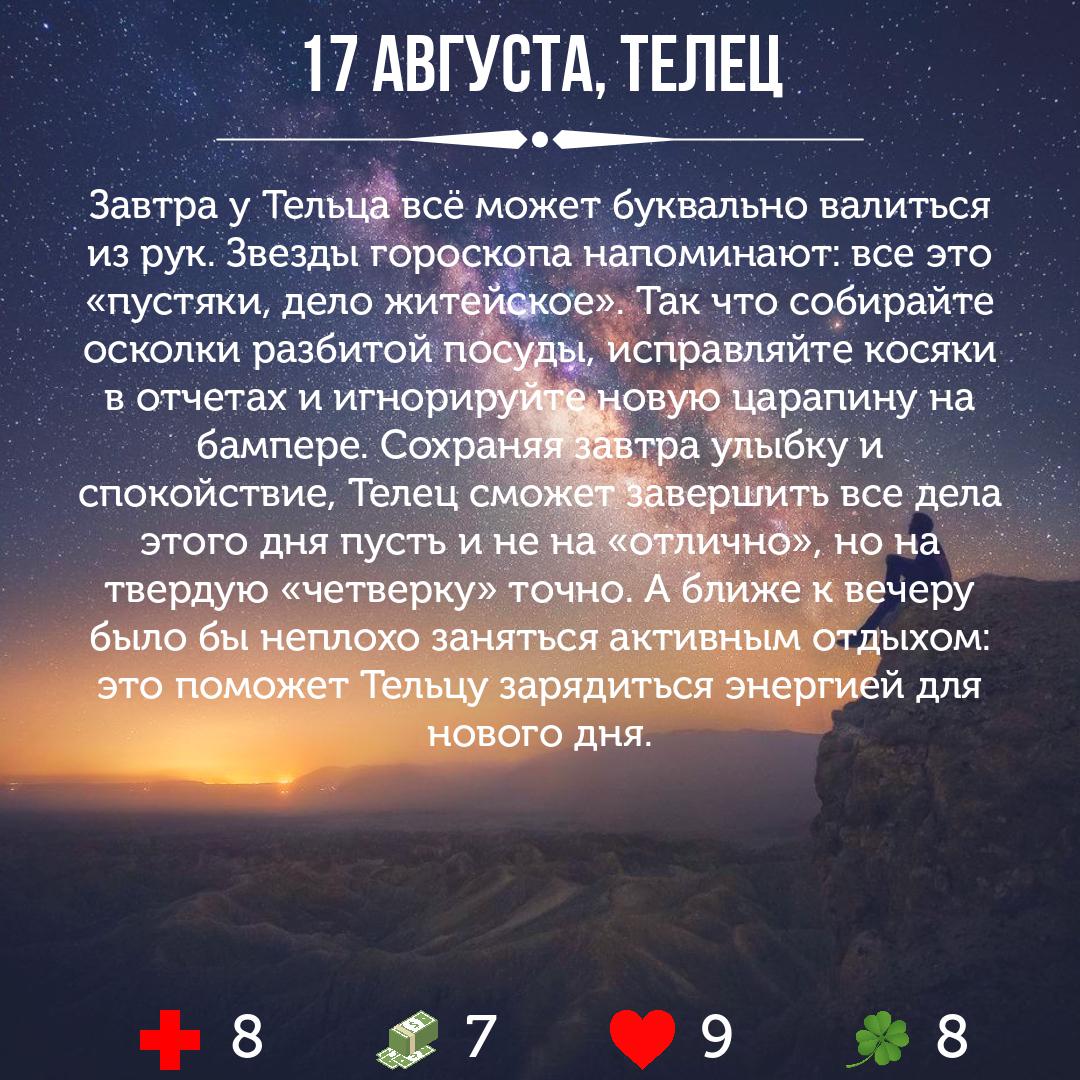 17 АВГУСТА, ТЕЛЕЦ
Завтра у Тельца всё может буквально валиться
из рук. Звезды гороскопа напоминают: все это
«пустяки, дело житейское». Так что собирайте
осколки разбитой посуды, исправляйте косяки
в отчетах и игнорируйте новую царапину на
бампере. Сохраняя завтра улыбку и
спокойствие, Телец сможет завершить все дела
этого дня пусть и не на «отлично», но на
твердую «четверку» точно. А ближе к вечеру
было бы неплохо заняться активным отдыхом:
это поможет Тельцу зарядиться энергией для
нового дня.
8 7 9 8